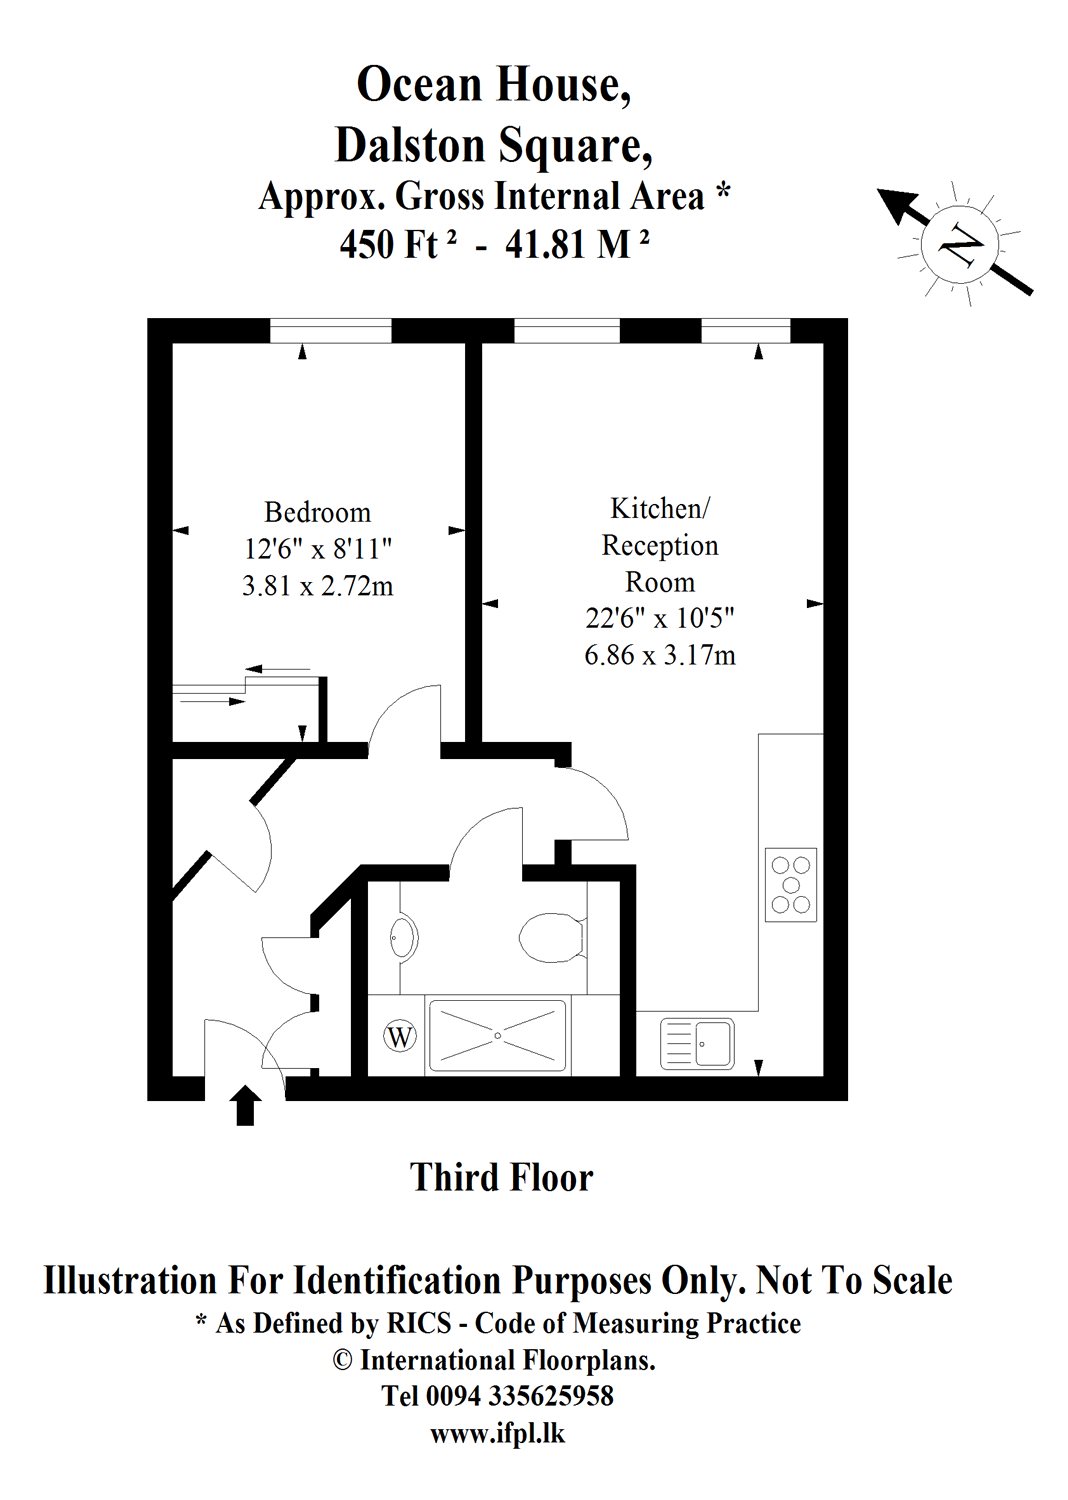 Ocean House,
Dalston Square,
Approx. Gross Internal Area *
450 Ft ² - 41.81 M ²
N
Bedroom
12'6" x 8'11"
3.81 x 2.72m
Kitchen/
Reception
Room
22'6" x 10'5"
6.86 x 3.17m
W
Third Floor
Illustration For Identification Purposes Only. Not To Scale
* As Defined by RICS - Code of Measuring Practice
© International Floorplans.
Tel 0094 335625958
www.ifpl.lk